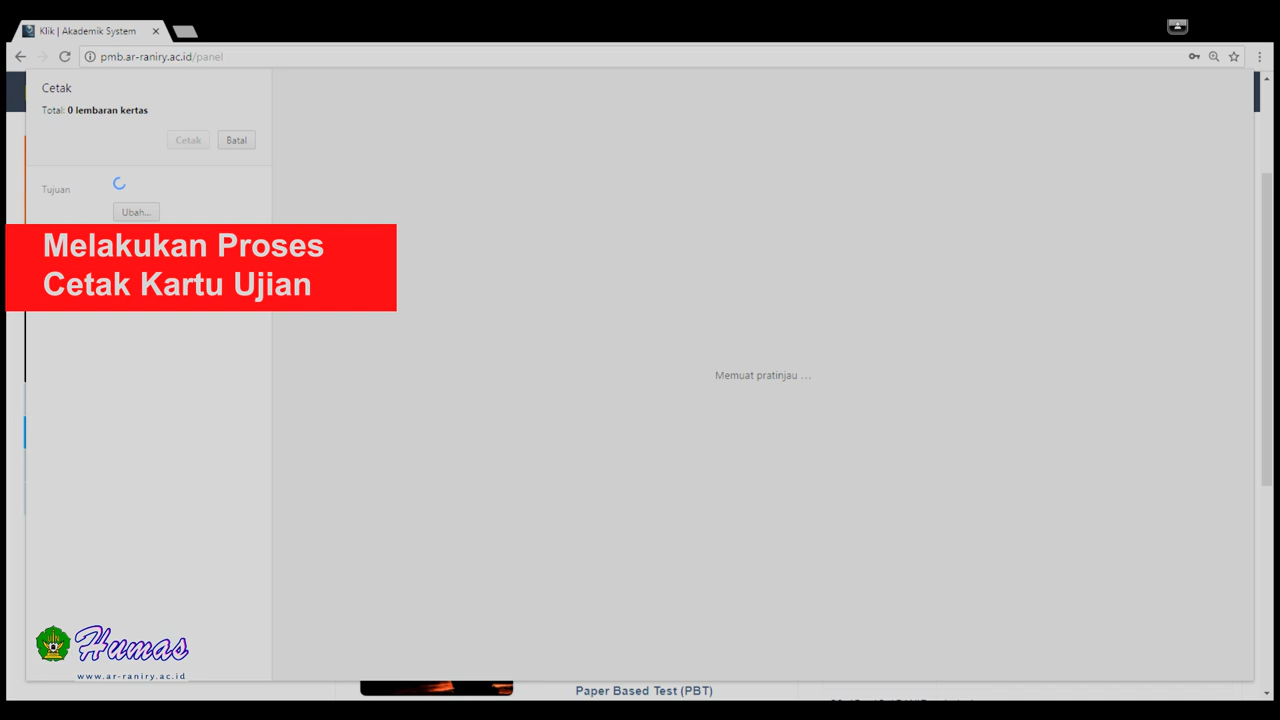 Klik | Akademik System
pmb.ar-raniry.ac.id/panel
Cetak
Total: 0 lembaran kertas
Cetak
Batal
Tujuan
Ubah...
Melakukan Proses
Cetak Kartu Ujian
Memuat pratinjau ...
UIN
Humas
www.ar-raniry.ac.id
Paper Based Test (PBT)